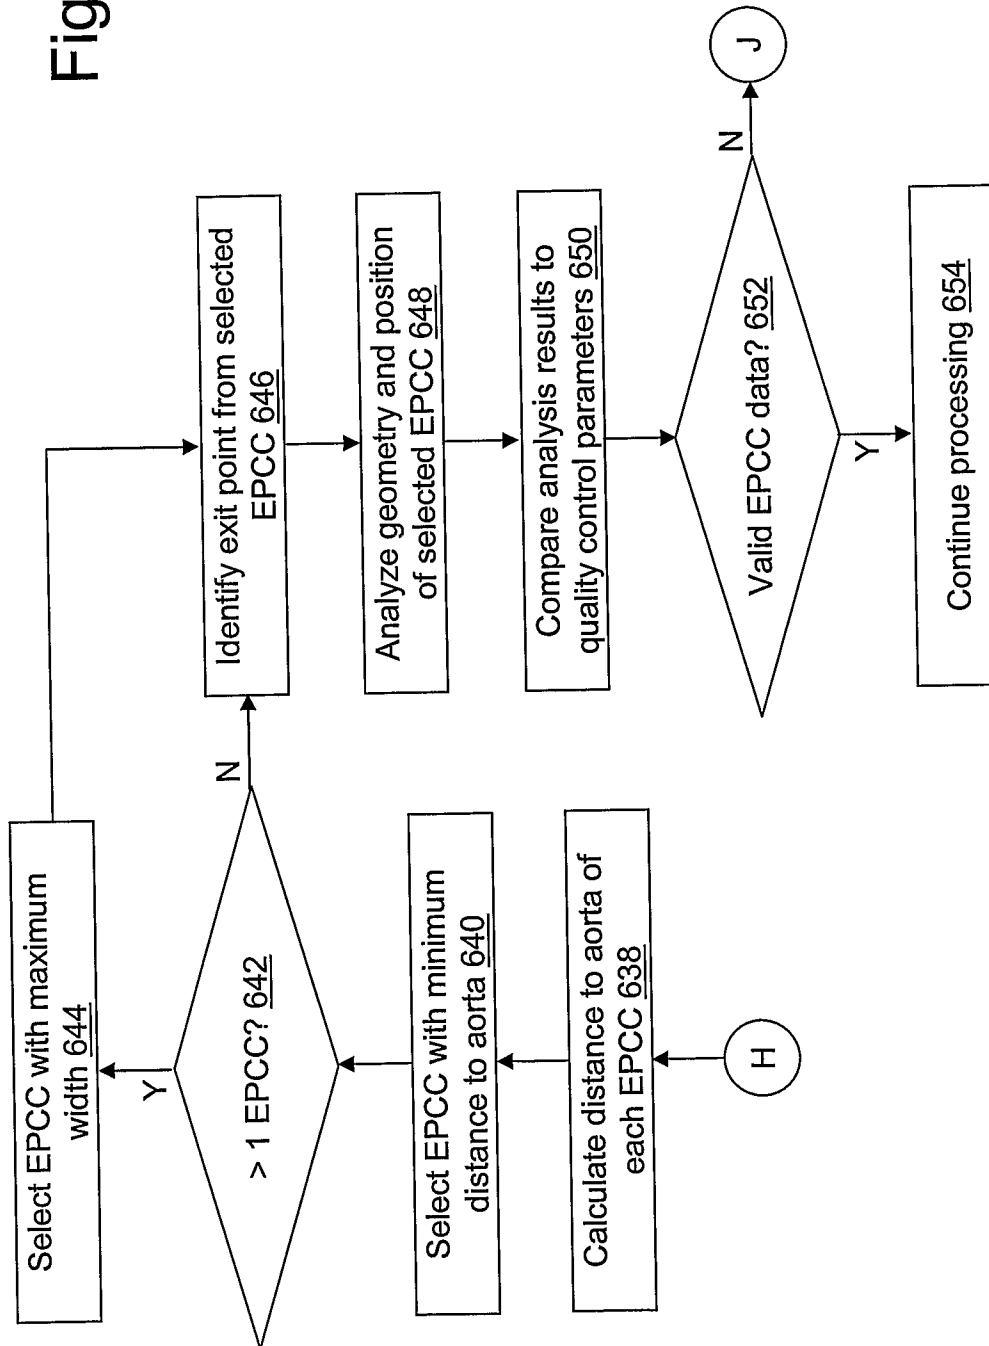 Fig
H
Calculate distance to aorta of
each EPCC 638
Select EPCC with minimum
distance to aorta 640
> 1 EPCC? 642
Y
N
Select EPCC with maximum
width 644
Identify exit point from selected
EPCC 646
Analyze geometry and position
of selected EPCC 648
Compare analysis results to
quality control parameters 650
Valid EPCC data? 652
N
J
Y
Continue processing 654